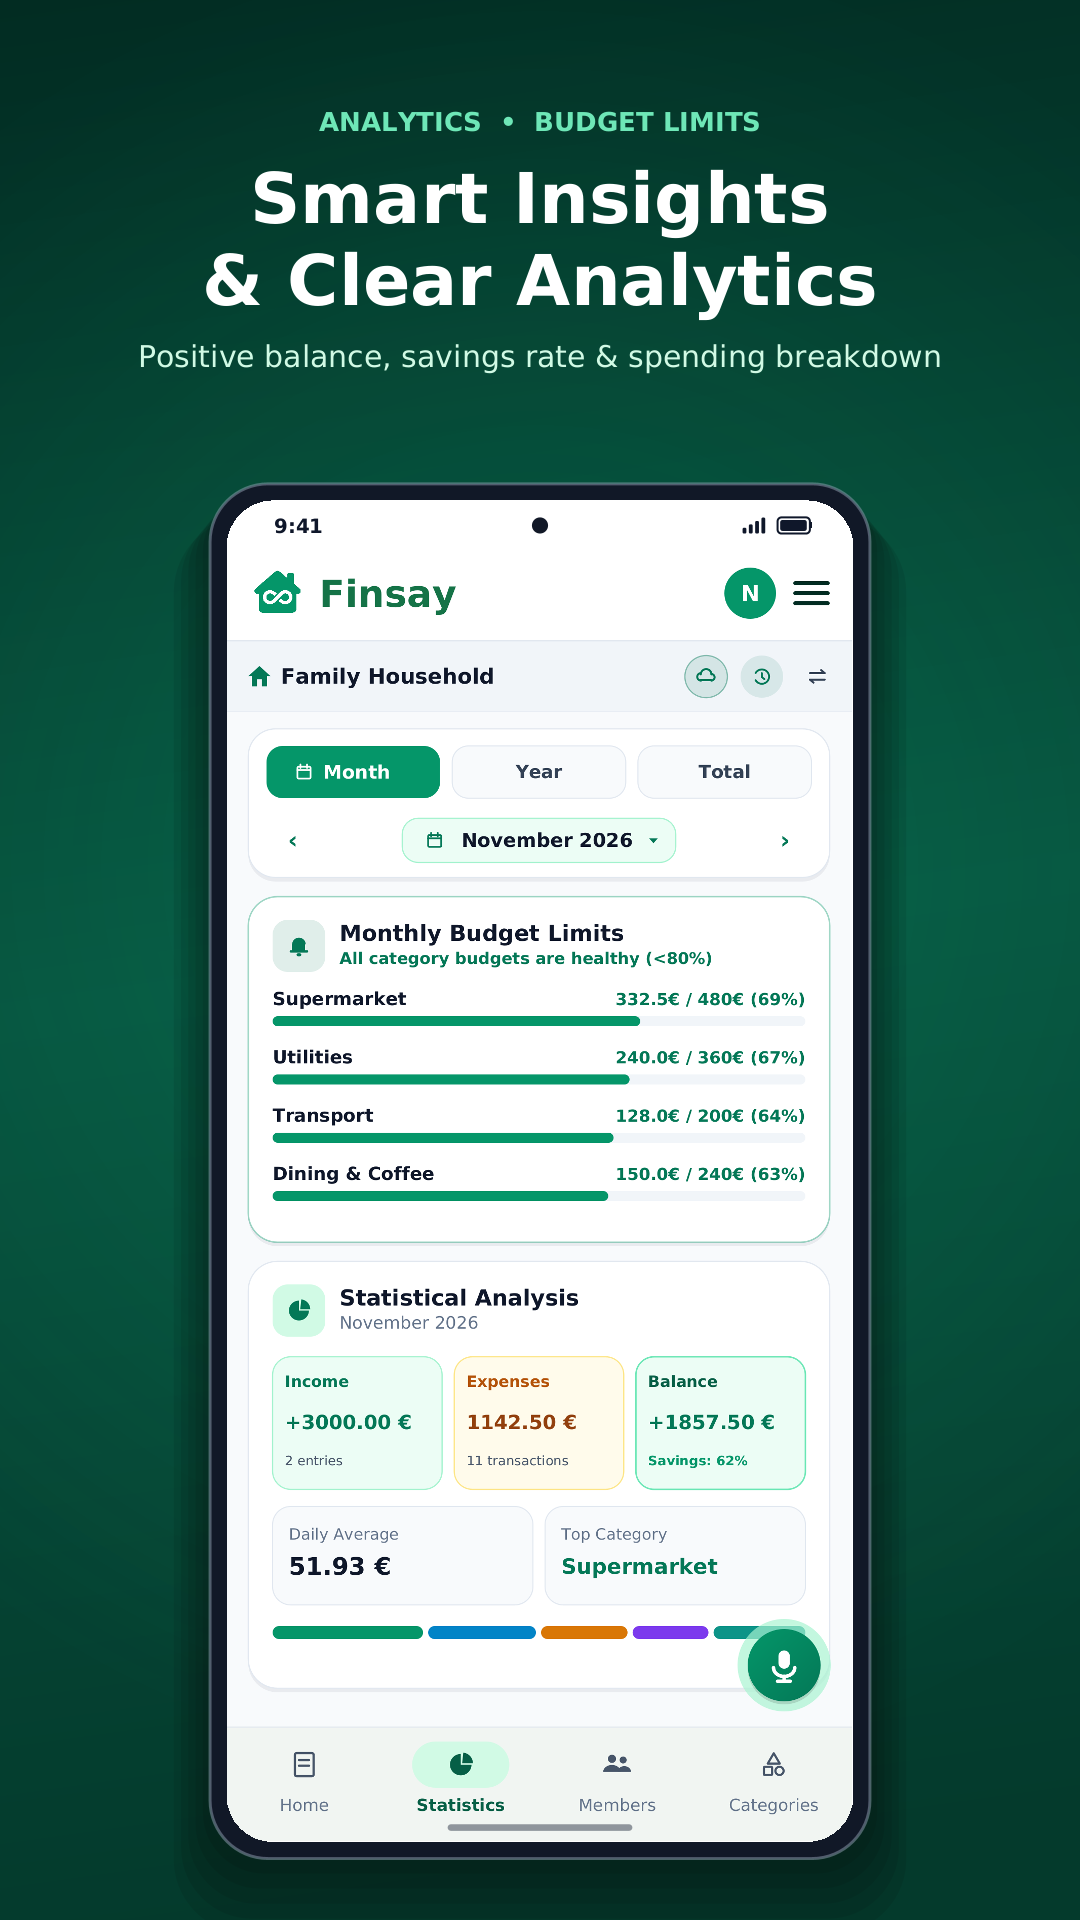 ANALYTICS • BUDGET LIMITS
Smart Insights
& Clear Analytics
Positive balance, savings rate & spending breakdown
9:41
Finsay
N
Family Household
Month
Year
Total
‹
November 2026
›
Monthly Budget Limits
All category budgets are healthy (<80%)
Supermarket
332.5€ / 480€ (69%)
Utilities
240.0€ / 360€ (67%)
Transport
128.0€ / 200€ (64%)
Dining & Coffee
150.0€ / 240€ (63%)
Statistical Analysis
November 2026
Income
+3000.00 €
2 entries
Expenses
1142.50 €
11 transactions
Balance
+1857.50 €
Savings: 62%
Daily Average
51.93 €
Top Category
Supermarket
Home
Statistics
Members
Categories